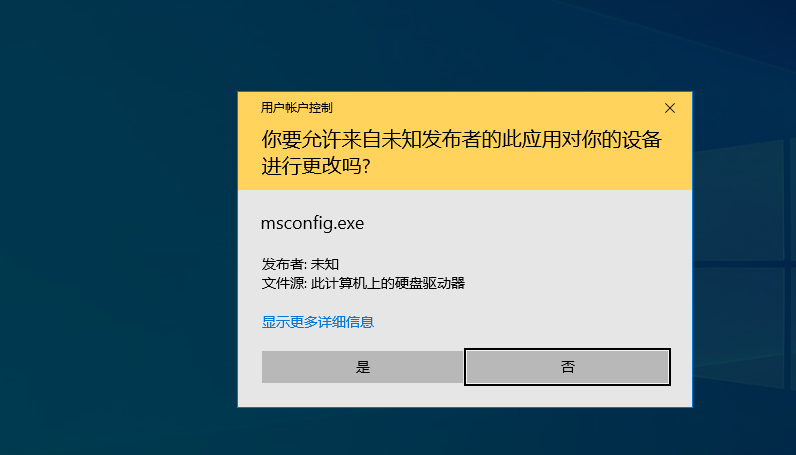 用户帐户控制
你要允许来自未知发布者的此应用对你的设备
进行更改吗?
msconfig.exe
发布者: 未知
文件源: 此计算机上的硬盘驱动器
显示更多详细信息
是
否